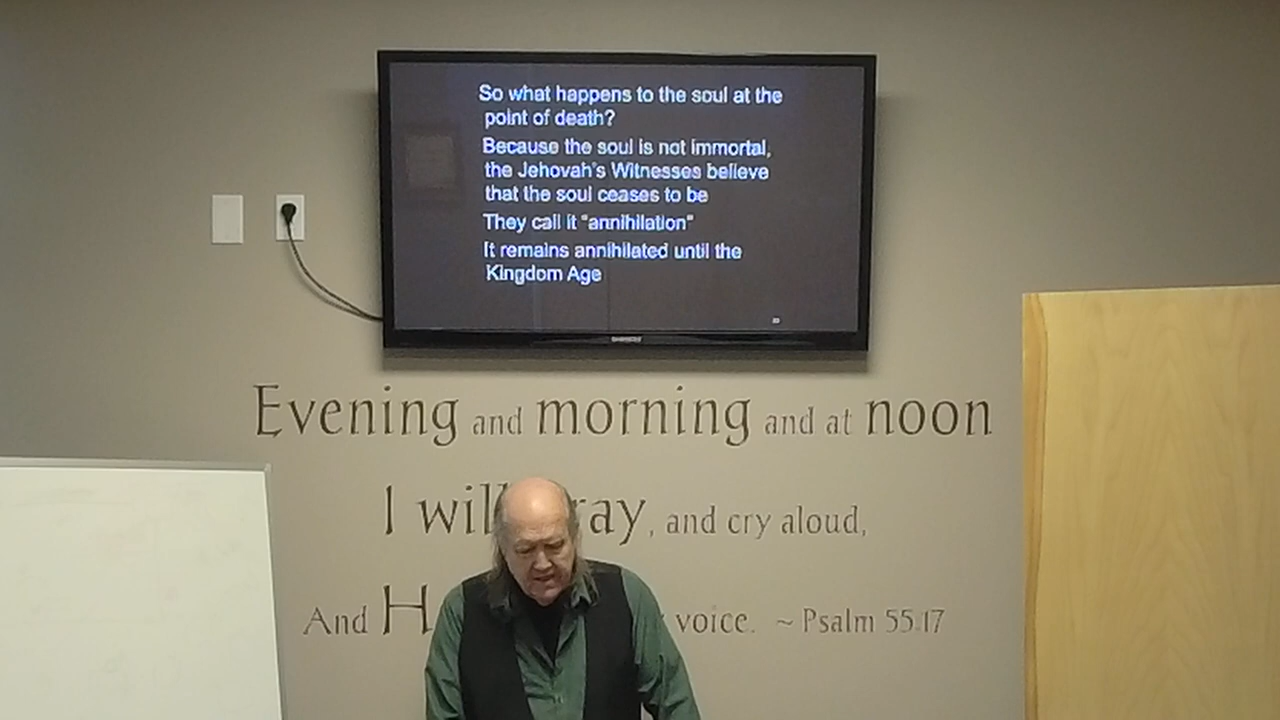 So what happens to the soul at the
point of death?
Because the soul is not immortal,
the Jehovah's Witnesses believe
that the soul ceases to be
They call it "annihilation"
It remains annihilated until the
Kingdom Age
Evening and morning and at noon
I will ray, and cry aloud,
And H voice. ~ Psalm 55:17